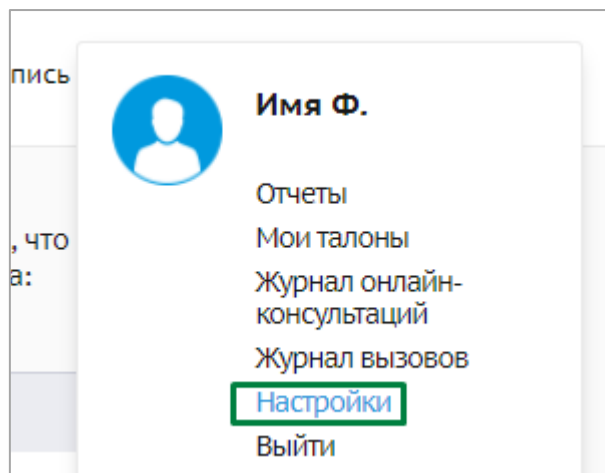 пись
Имя Ф.
Отчеты
, что
Мои талоны
а:
Журнал онлайн-
консультаций
Журнал вызовов
Настройки
Выйти